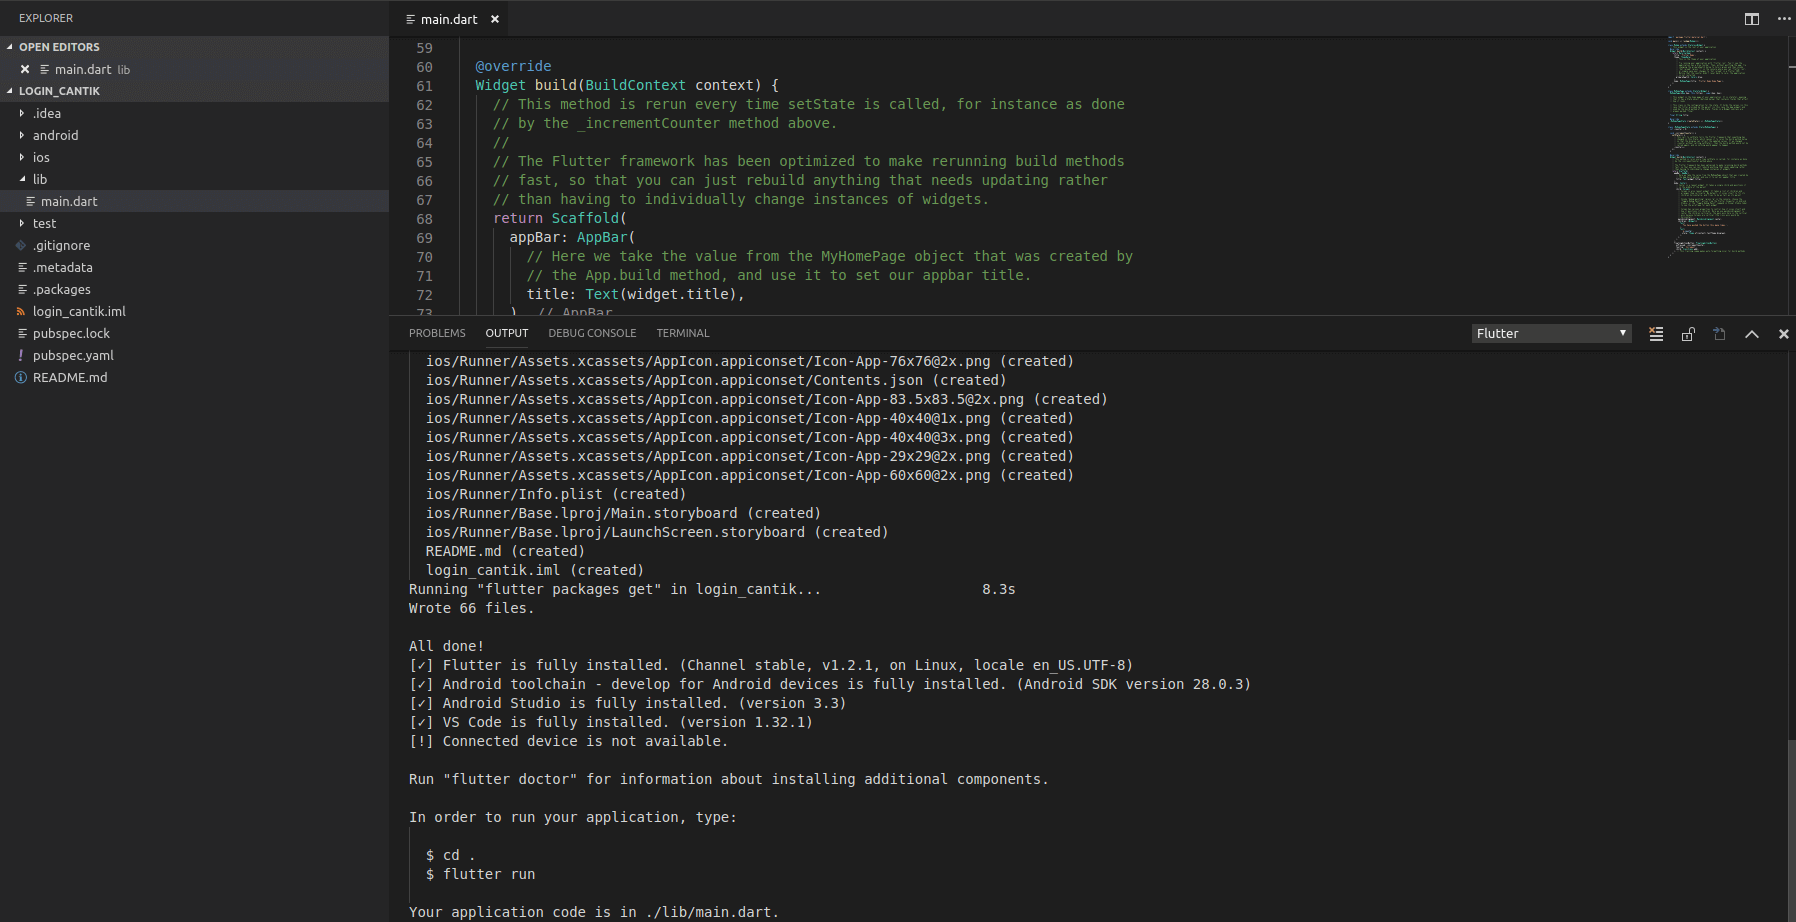 EXPLORER
OPEN EDITORS
main.dart lib
LOGIN_CANTIK
.idea
android
ios
lib
main.dart
test
.gitignore
.metadata
.packages
login_cantik.iml
pubspec.lock
pubspec.yaml
README.md
main.dart
59
60 @override
61 Widget build(BuildContext context) {
62 // This method is rerun every time setState is called, for instance as done
63 // by the _incrementCounter method above.
64 //
65 // The Flutter framework has been optimized to make rerunning build methods
66 // fast, so that you can just rebuild anything that needs updating rather
67 // than having to individually change instances of widgets.
68 return Scaffold(
69 appBar: AppBar(
70 // Here we take the value from the MyHomePage object that was created by
71 // the App.build method, and use it to set our appbar title.
72 title: Text(widget.title),
73 ) // AppBar
PROBLEMS OUTPUT DEBUG CONSOLE TERMINAL Flutter
ios/Runner/Assets.xcassets/AppIcon.appiconset/Icon-App-76x76@2x.png (created)
ios/Runner/Assets.xcassets/AppIcon.appiconset/Contents.json (created)
ios/Runner/Assets.xcassets/AppIcon.appiconset/Icon-App-83.5x83.5@2x.png (created)
ios/Runner/Assets.xcassets/AppIcon.appiconset/Icon-App-40x40@1x.png (created)
ios/Runner/Assets.xcassets/AppIcon.appiconset/Icon-App-40x40@3x.png (created)
ios/Runner/Assets.xcassets/AppIcon.appiconset/Icon-App-29x29@2x.png (created)
ios/Runner/Assets.xcassets/AppIcon.appiconset/Icon-App-60x60@2x.png (created)
ios/Runner/Info.plist (created)
ios/Runner/Base.lproj/Main.storyboard (created)
ios/Runner/Base.lproj/LaunchScreen.storyboard (created)
README.md (created)
login_cantik.iml (created)
Running "flutter packages get" in login_cantik... 8.3s
Wrote 66 files.
All done!
[✓] Flutter is fully installed. (Channel stable, v1.2.1, on Linux, locale en_US.UTF-8)
[✓] Android toolchain - develop for Android devices is fully installed. (Android SDK version 28.0.3)
[✓] Android Studio is fully installed. (version 3.3)
[✓] VS Code is fully installed. (version 1.32.1)
[!] Connected device is not available.
Run "flutter doctor" for information about installing additional components.
In order to run your application, type:
$ cd .
$ flutter run
Your application code is in ./lib/main.dart.